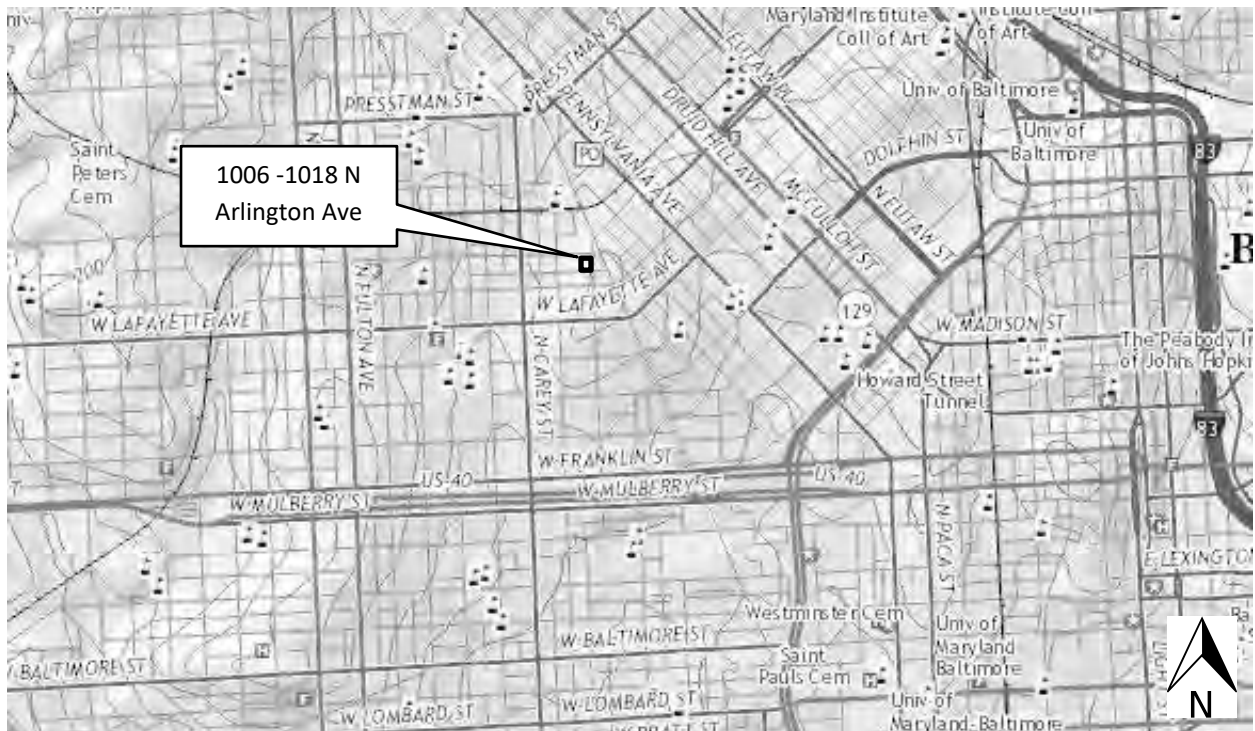 Maryland Institute
Coll of Art
of Art
EUTAW PL
PRESSTMAN ST
PRESSTMAN ST
PENNSYLVANIA AVE
DRUID HILL AVE
MCCULLOH ST
DOLPHIN ST
N EUTAW ST
Univ of Baltimore
Univ of
Baltimore
83
PO
Saint
Peters
Cem
1006 -1018 N
Arlington Ave
200
W LAFAYETTE AVE
W LAFAYETTE AVE
N FULTON AVE
N CAREY ST
129
W MADISON ST
The Peabody In
of Johns Hopki
Howard Street
Tunnel
83
B
W FRANKLIN ST
US 40
US 40
W MULBERRY ST
W MULBERRY ST
N PACA ST
E LEXINGTON
Westminster Cem
W BALTIMORE ST
W BALTIMORE ST
Saint
Pauls Cem
Univ of
Maryland
Baltimore
W LOMBARD ST
W LOMBARD ST
Univ of
Maryland-Baltimore
N